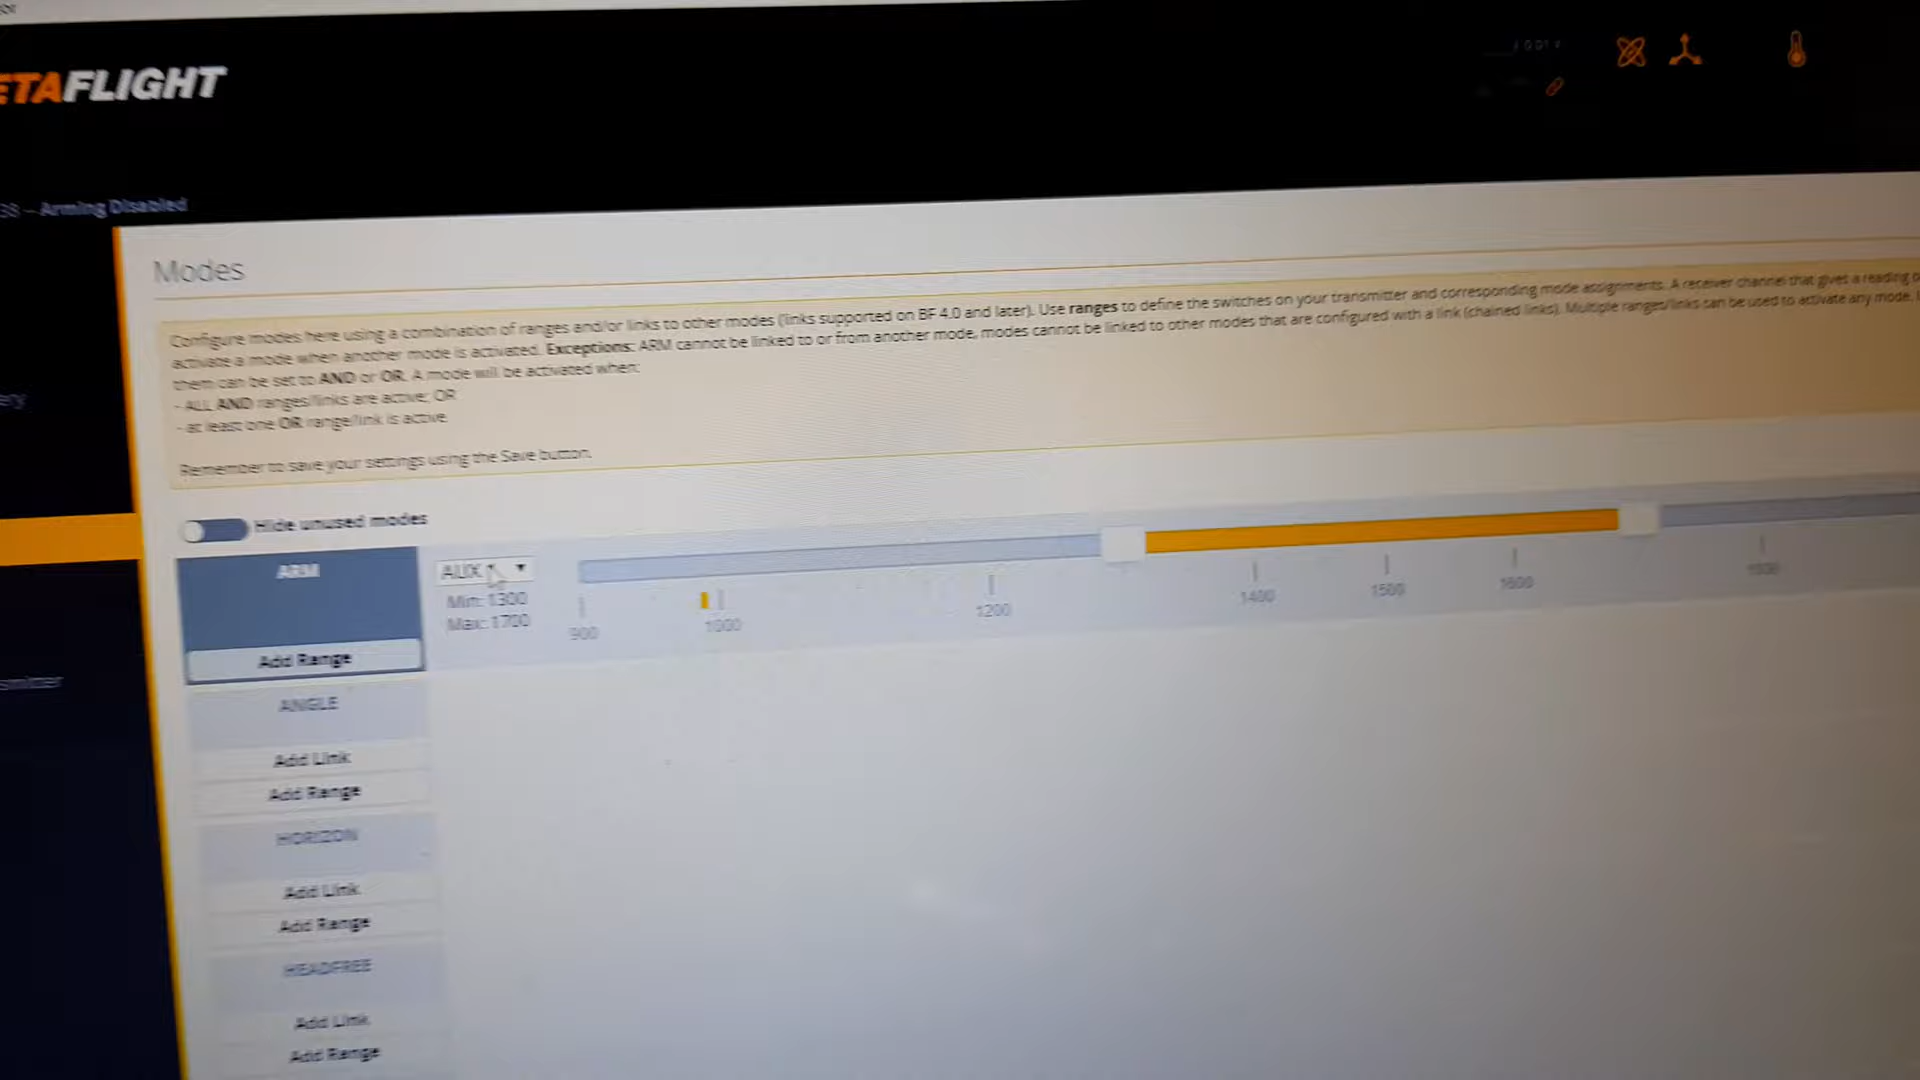 ETAFLIGHT
38 – Arming Disabled
Modes
Configure modes here using a combination of ranges and/or links to other modes (links supported on BF 4.0 and later). Use ranges to define the switches on your transmitter and corresponding mode assignments. A receiver channel that gives a reading
activate a mode when another mode is activated. Exceptions: ARM cannot be linked to or from another mode, modes cannot be linked to other modes that are configured with a link (chained links). Multiple ranges/links can be used to activate any mode.
them can be set to AND or OR. A mode will be activated when:
- ALL AND ranges/links are active; OR
- at least one OR range/link is active
Remember to save your settings using the Save button.
Hide unused modes
ARM
AUX
Min: 1300
Max: 1700
900
1000
1200
1400
1500
1600
1800
Add Range
ANGLE
Add Link
Add Range
HORIZON
Add Link
Add Range
HEADFREE
Add Link
Add Range